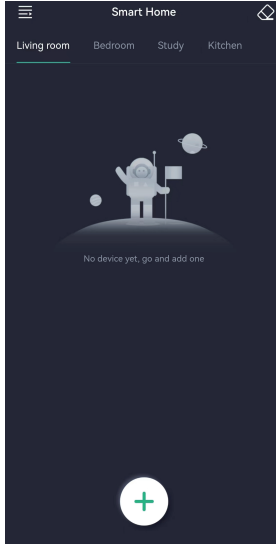 Smart Home
Living room Bedroom Study Kitchen
No device yet, go and add one